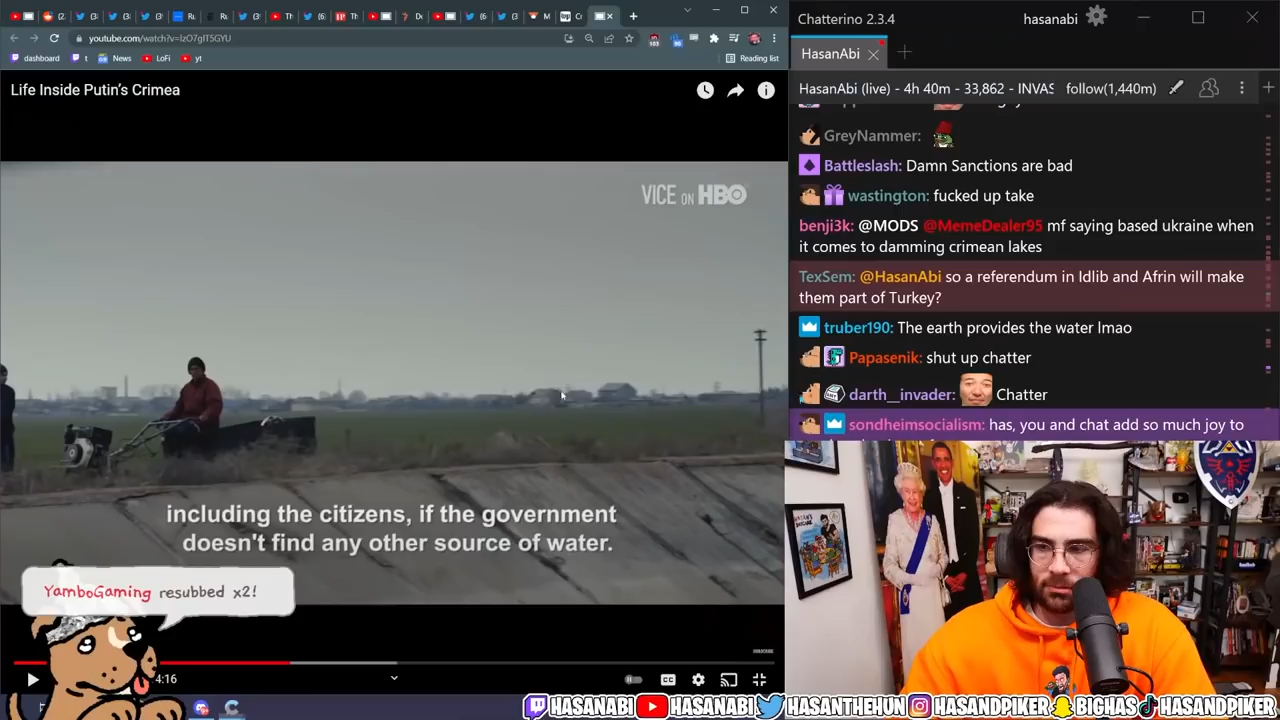 youtube.com/watch?v=IzO7gIT5GYU
dashboard
t
News
LoFi
yt
Reading list
Life Inside Putin's Crimea
VICE ON HBO
including the citizens, if the government
doesn't find any other source of water.
YamboGaming resubbed x2!
4:16
Chatterino 2.3.4
hasanabi
HasanAbi
HasanAbi (live) - 4h 40m - 33,862 - INVAS
follow(1,440m)
GreyNammer:
Battleslash: Damn Sanctions are bad
wastington: fucked up take
benji3k: @MODS @MemeDealer95 mf saying based ukraine when
it comes to damming crimean lakes
TexSem: @HasanAbi so a referendum in Idlib and Afrin will make
them part of Turkey?
truber190: The earth provides the water lmao
Papasenik: shut up chatter
darth__invader: Chatter
sondheimsocialism: has, you and chat add so much joy to
HASANABI HASANABI HASANTHEHUN HASANDPIKER BIGHAS HASANDPIKER